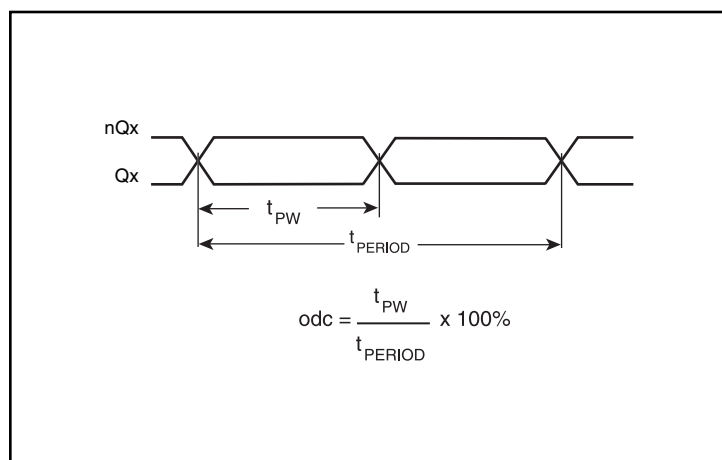 nQx
Qx
tPW
tPERIOD
odc = tPW / tPERIOD x 100%